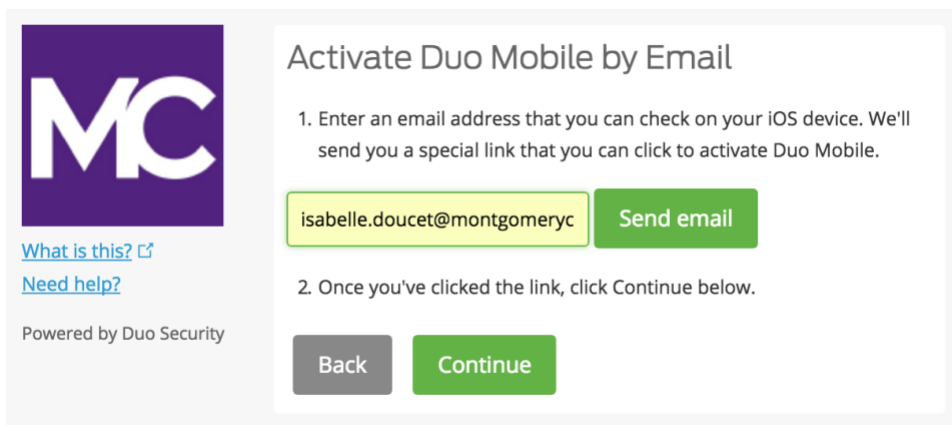 MC
What is this?
Need help?
Powered by Duo Security
Activate Duo Mobile by Email
1. Enter an email address that you can check on your iOS device. We'll
send you a special link that you can click to activate Duo Mobile.
isabelle.doucet@montgomeryc
Send email
2. Once you've clicked the link, click Continue below.
Back
Continue